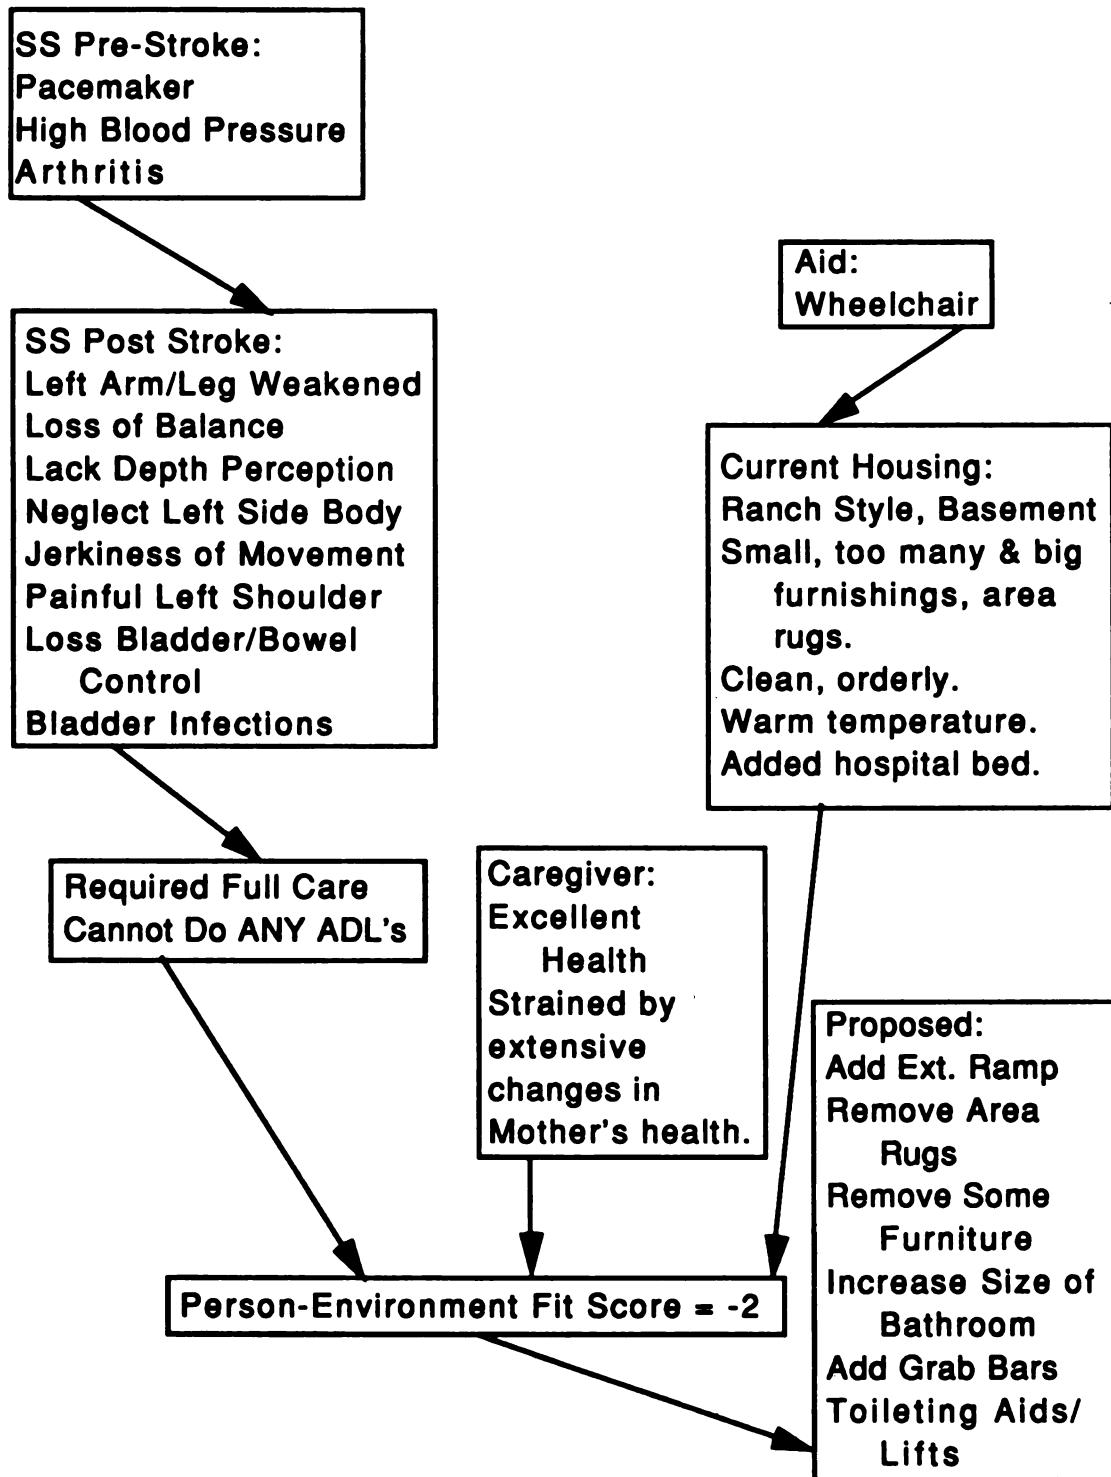 SS Pre-Stroke:
Pacemaker
High Blood Pressure
Arthritis
Aid:
Wheelchair
SS Post Stroke:
Left Arm/Leg Weakened
Loss of Balance
Lack Depth Perception
Neglect Left Side Body
Jerkiness of Movement
Painful Left Shoulder
Loss Bladder/Bowel
Control
Bladder Infections
Current Housing:
Ranch Style, Basement
Small, too many & big
furnishings, area
rugs.
Clean, orderly.
Warm temperature.
Added hospital bed.
Required Full Care
Cannot Do ANY ADL's
Caregiver:
Excellent
Health
Strained by
extensive
changes in
Mother's health.
Person-Environment Fit Score = -2
Proposed:
Add Ext. Ramp
Remove Area
Rugs
Remove Some
Furniture
Increase Size of
Bathroom
Add Grab Bars
Toileting Aids/
Lifts